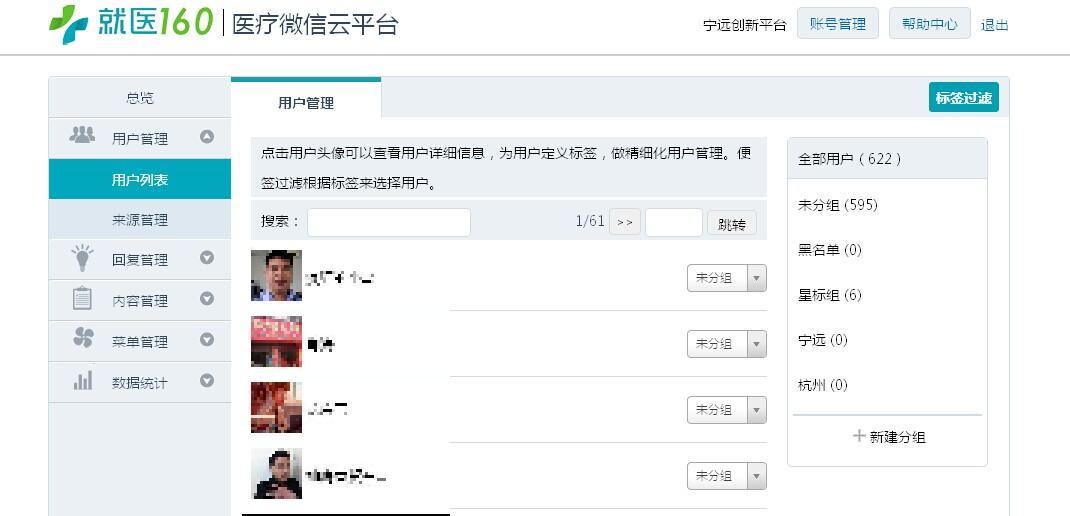 就医160 医疗微信云平台
宁远创新平台 账号管理 帮助中心 退出
总览
用户管理
用户列表
来源管理
回复管理
内容管理
菜单管理
数据统计
用户管理
标签过滤
点击用户头像可以查看用户详细信息，为用户定义标签，做精细化用户管理。便
签过滤根据标签来选择用户。
搜索： 1/61 >> 跳转
未分组
未分组
未分组
未分组
全部用户 ( 622 )
未分组 (595)
黑名单 (0)
星标组 (6)
宁远 (0)
杭州 (0)
新建分组